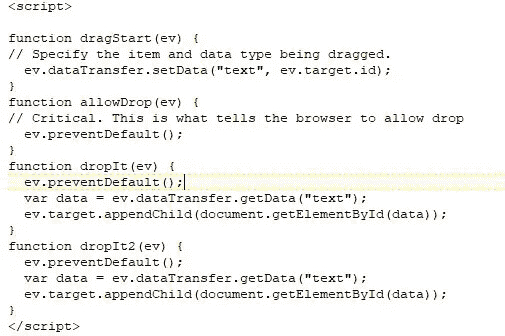 <script>
function dragStart(ev) {
// Specify the item and data type being dragged.
ev.dataTransfer.setData("text", ev.target.id);
}
function allowDrop(ev) {
// Critical. This is what tells the browser to allow drop
ev.preventDefault();
}
function dropIt(ev) {
ev.preventDefault();
var data = ev.dataTransfer.getData("text");
ev.target.appendChild(document.getElementById(data));
}
function dropIt2(ev) {
ev.preventDefault();
var data = ev.dataTransfer.getData("text");
ev.target.appendChild(document.getElementById(data));
}
</script>